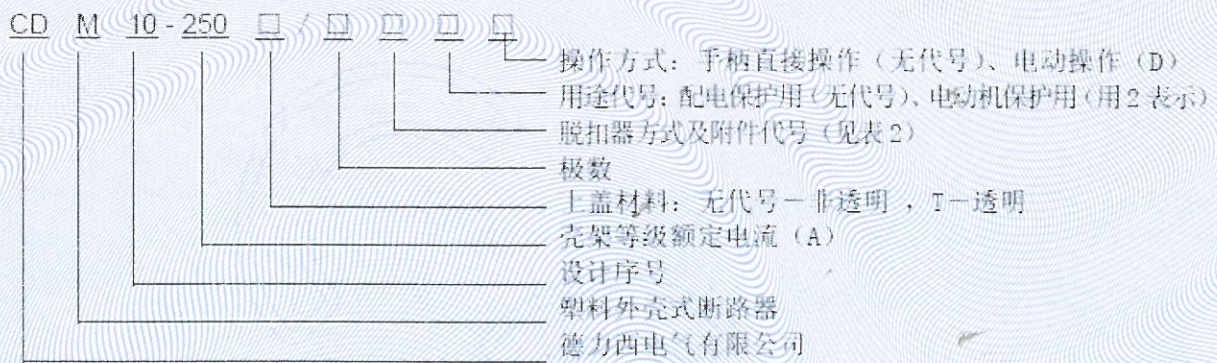 CD M 10-250 □/□ □ □ □
操作方式：手柄直接操作（无代号）、电动操作（D）
用途代号：配电保护用（无代号）、电动机保护用（用2表示）
脱扣器方式及附件代号（见表2）
极数
上盖材料：无代号－非透明，T－透明
壳架等级额定电流（A）
设计序号
塑料外壳式断路器
德力西电气有限公司